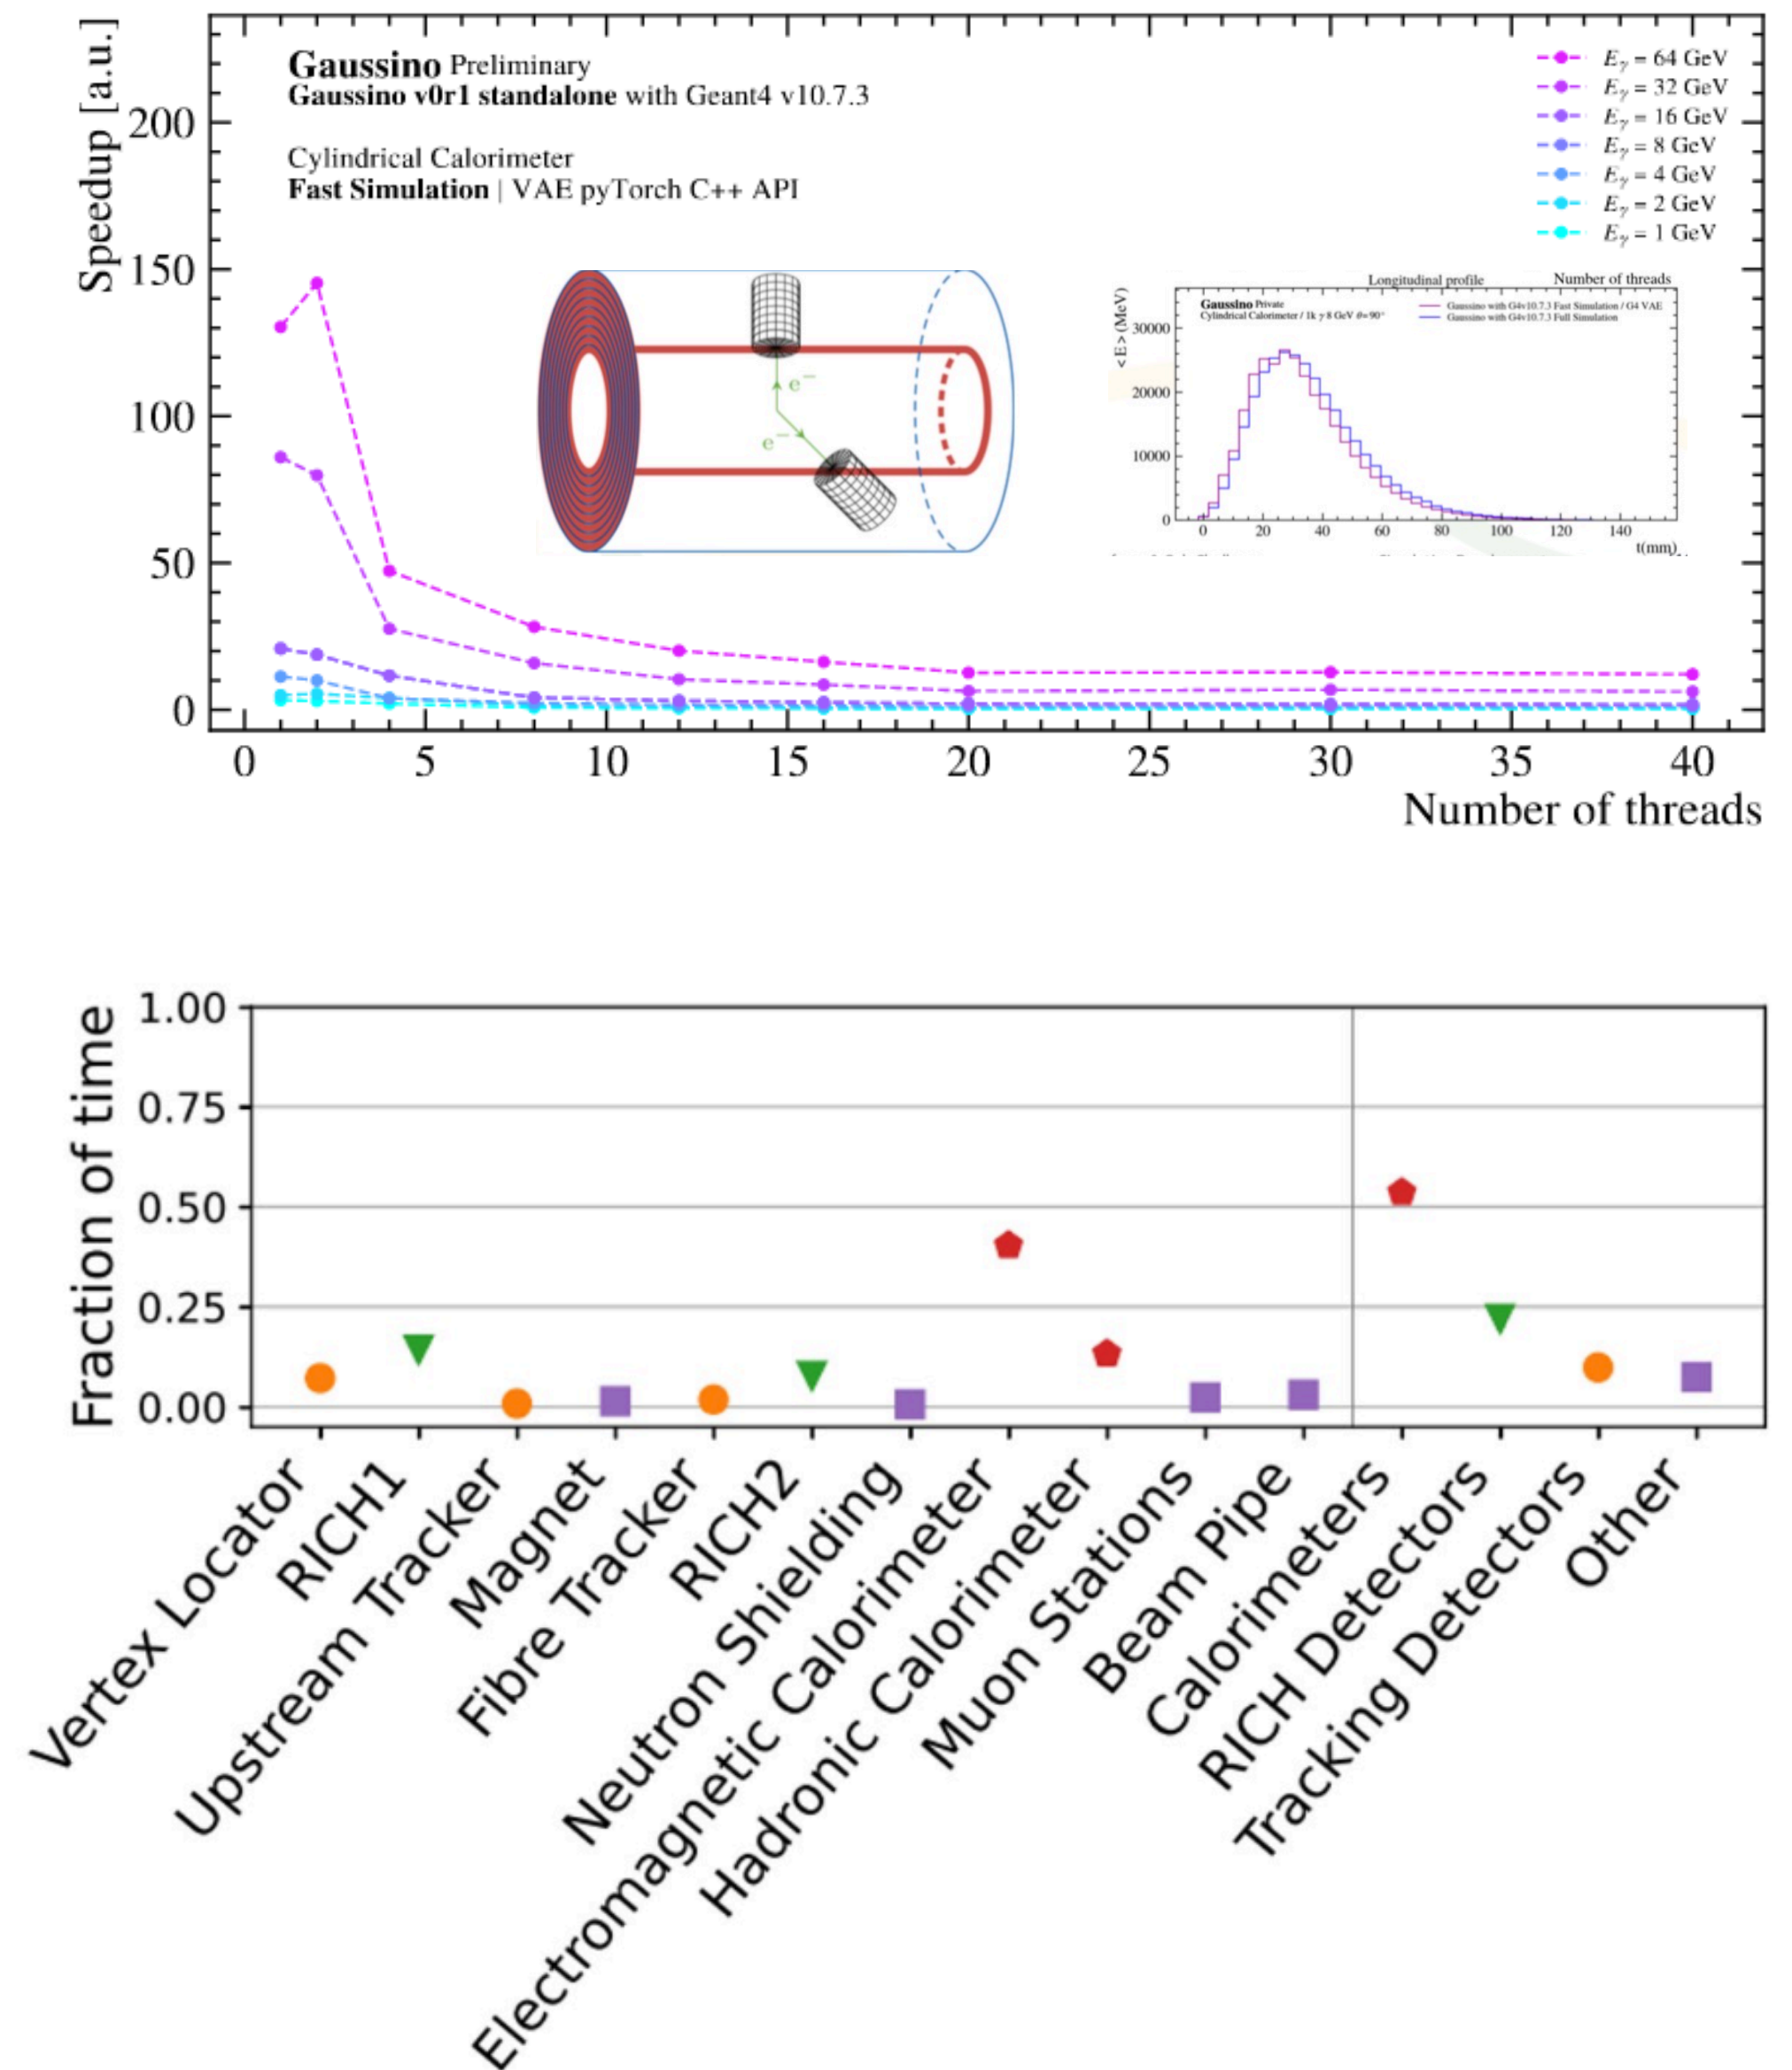 Speedup [a.u.]
200
150
100
50
0
Gaussino Preliminary
Gaussino v0r1 standalone with Geant4 v10.7.3
Cylindrical Calorimeter
Fast Simulation | VAE pyTorch C++ API
Eγ = 64 GeV
Eγ = 32 GeV
Eγ = 16 GeV
Eγ = 8 GeV
Eγ = 4 GeV
Eγ = 2 GeV
Eγ = 1 GeV
e⁻
e⁻
Longitudinal profile
Number of threads
<E> (MeV)
Gaussino Private
Cylindrical Calorimeter / 1k γ 8 GeV θ=90°
Gaussino with G4v10.7.3 Fast Simulation / G4 VAE
Gaussino with G4v10.7.3 Full Simulation
30000
20000
10000
0
0 20 40 60 80 100 120 140
t(mm)
0 5 10 15 20 25 30 35 40
Number of threads
Fraction of time
1.00
0.75
0.50
0.25
0.00
Vertex Locator
RICH1
Upstream Tracker
Magnet
Fibre Tracker
RICH2
Neutron Shielding
Electromagnetic Calorimeter
Hadronic Calorimeter
Muon Stations
Beam Pipe
Calorimeters
RICH Detectors
Tracking Detectors
Other